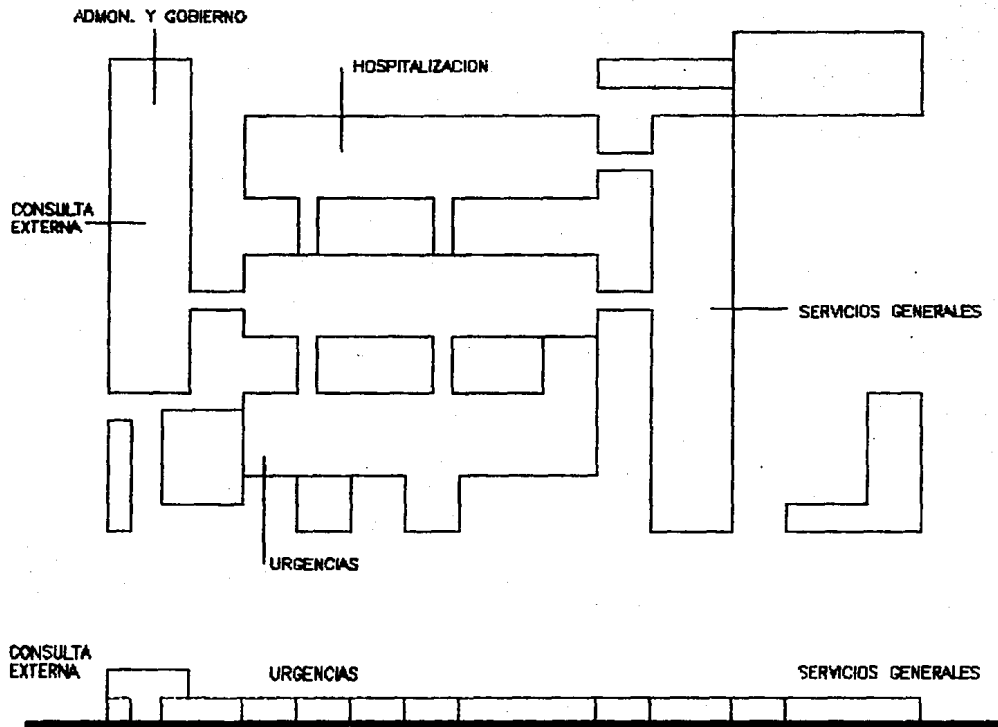 ADMON. Y GOBIERNO
HOSPITALIZACION
CONSULTA
EXTERNA
SERVICIOS GENERALES
URGENCIAS
CONSULTA
EXTERNA
URGENCIAS
SERVICIOS GENERALES